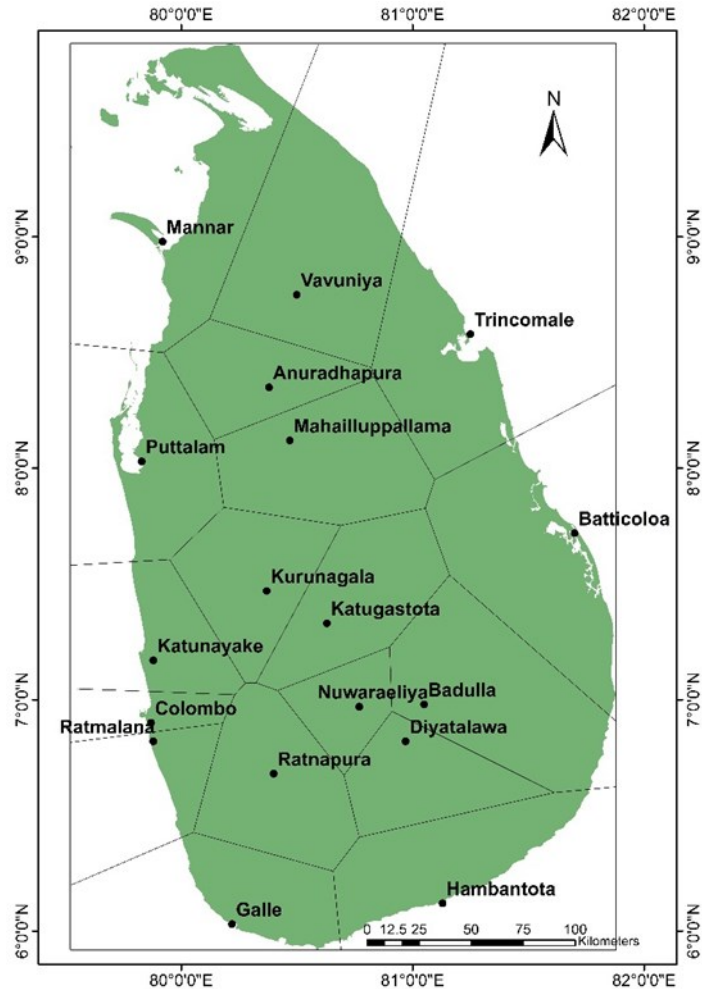 80°0'0"E 81°0'0"E 82°0'0"E
N
9°0'0"N 9°0'0"N
Mannar
Vavuniya
Trincomale
Anuradhapura
Mahailluppallama
8°0'0"N 8°0'0"N
Puttalam
Batticoloa
Kurunagala
Katugastota
Katunayake
7°0'0"N 7°0'0"N
Nuwaraeliya Badulla
Colombo
Ratmalana Diyatalawa
Ratnapura
Hambantota
Galle
6°0'0"N 6°0'0"N
0 12.5 25 50 75 100
Kilometers
80°0'0"E 81°0'0"E 82°0'0"E